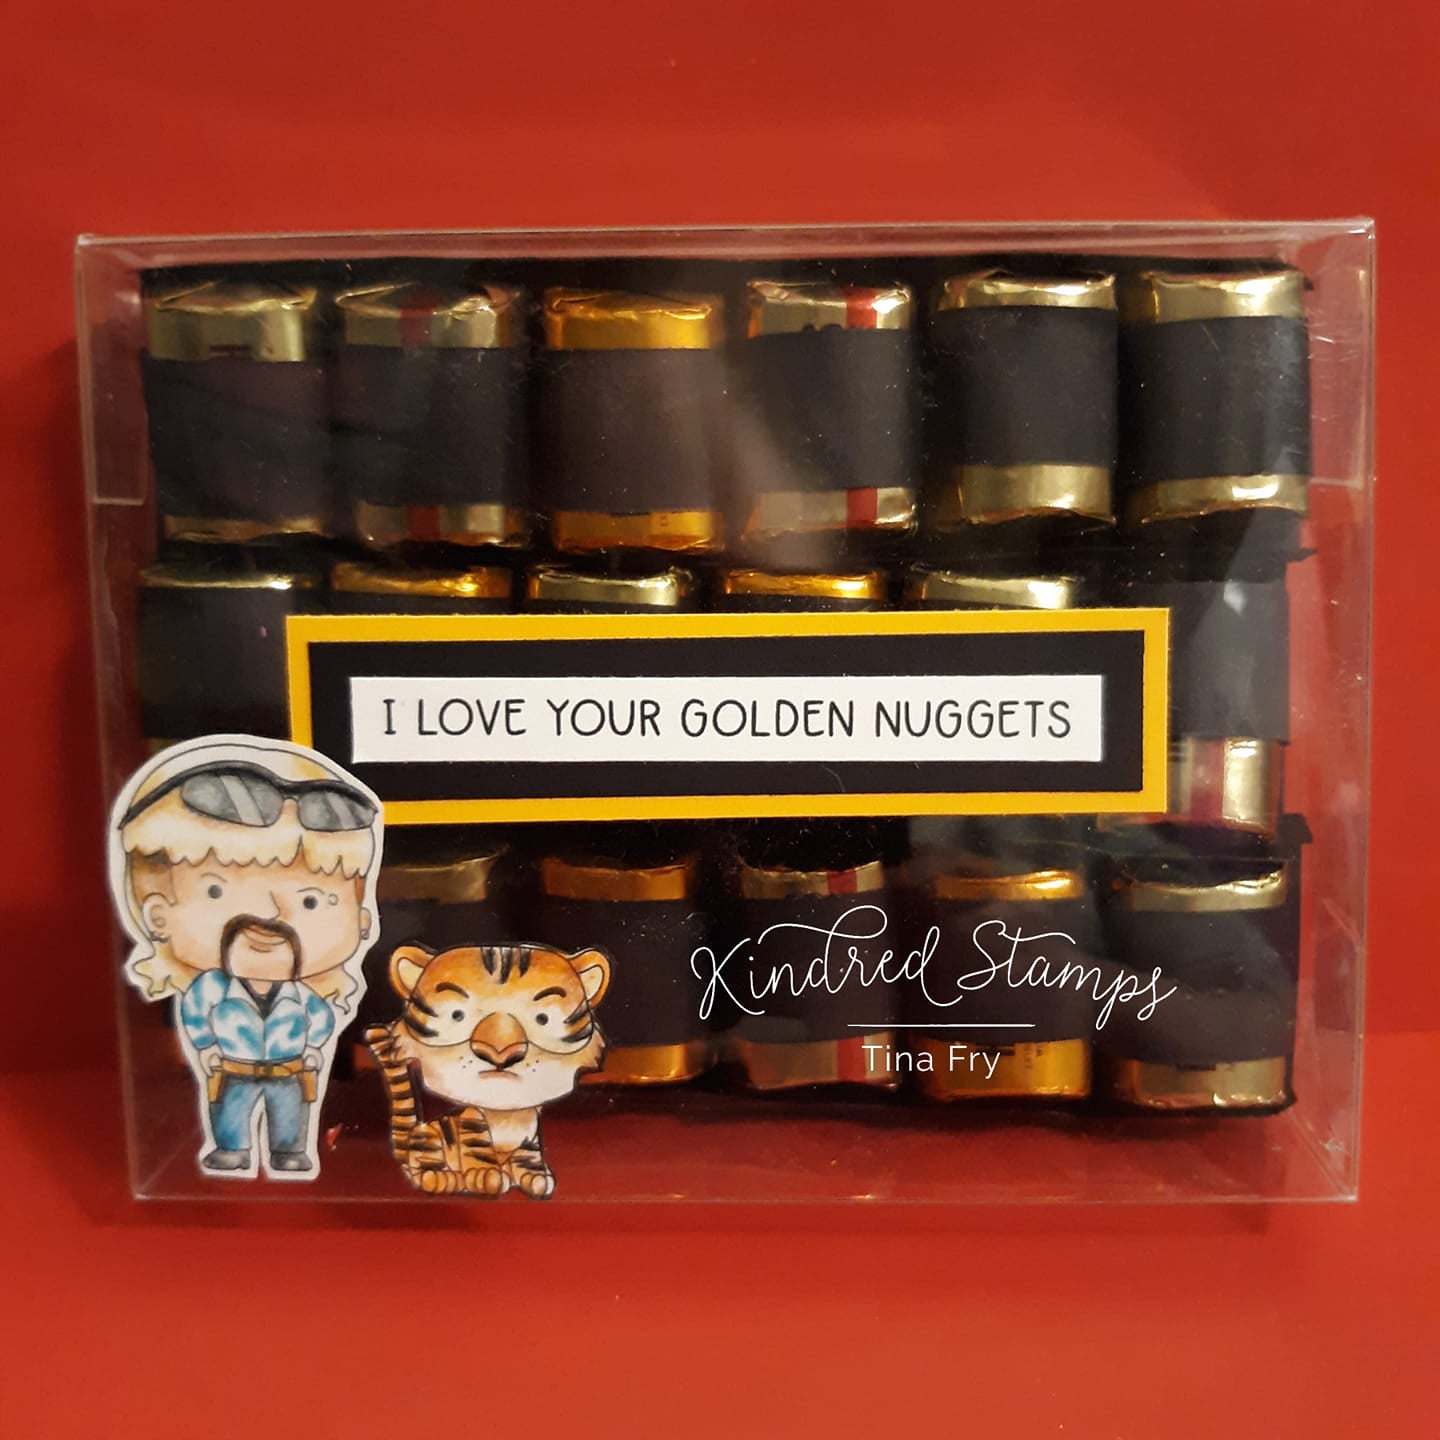 I LOVE YOUR GOLDEN NUGGETS
Kindred Stamps
Tina Fry